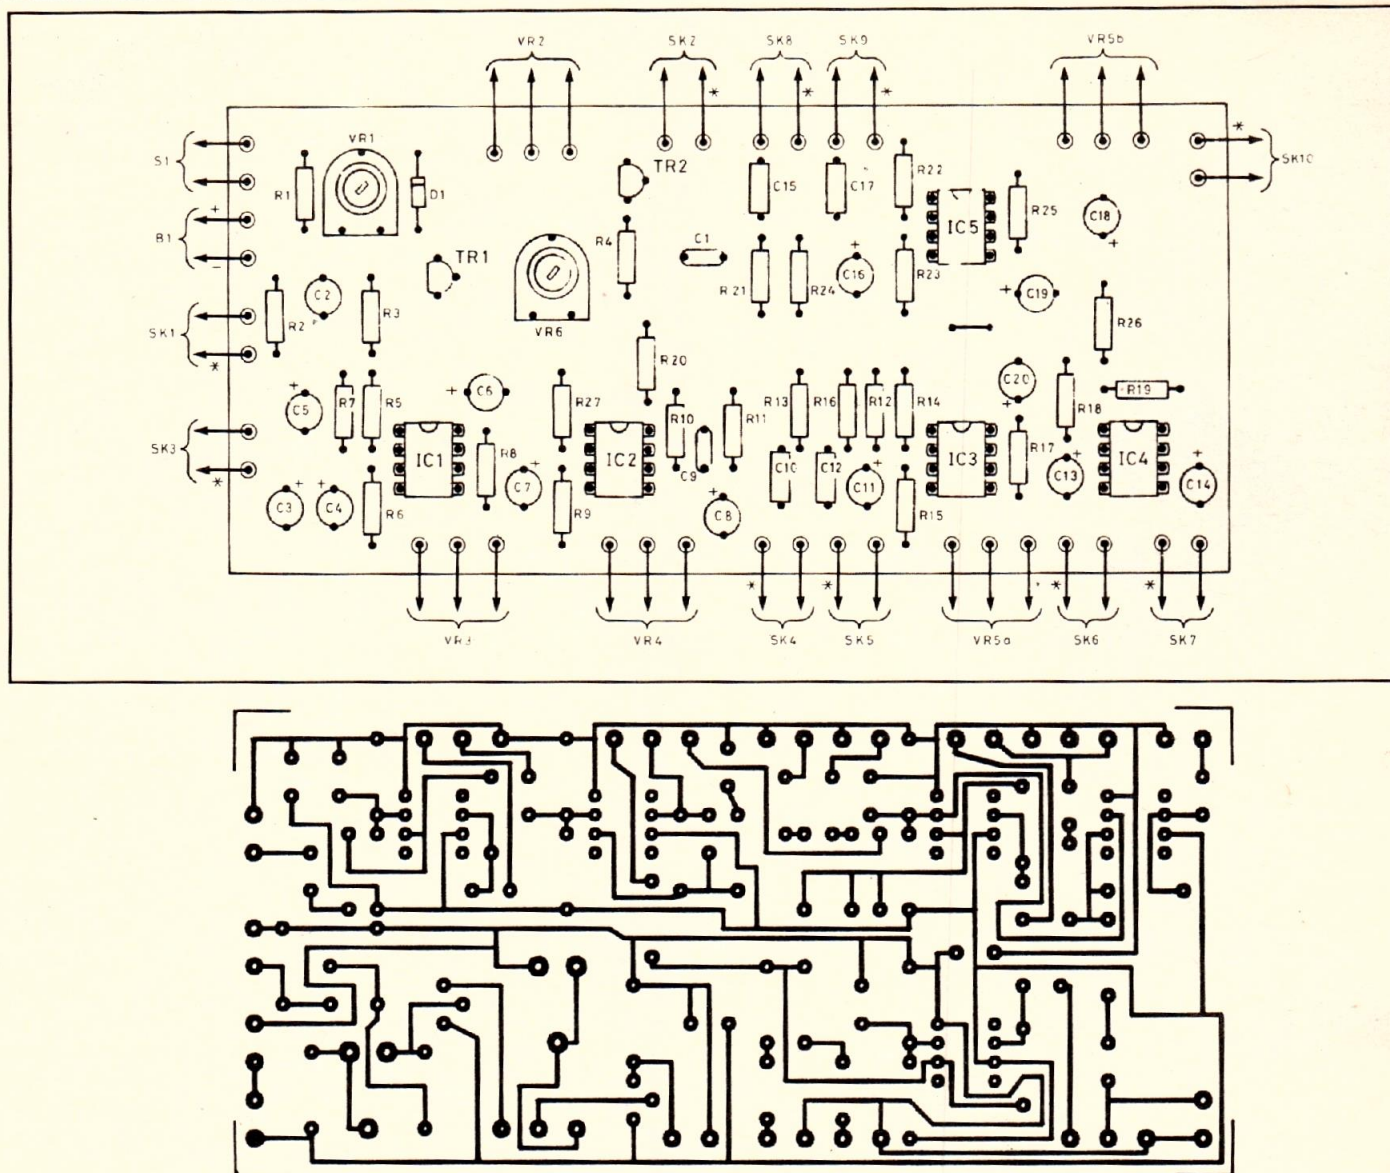 VR2 SK2 SK8 SK9 VR5b
* * * *
S1 VR1 TR2 R22 SK10
R1 D1 C15 C17 IC5 R25 C18
+
B1 R4 C1 +
− TR1 R21 R24 + C16 R23 + C19
R2 C2 R3 VR6 R26
+
SK1
* R20
+ C5 R7 R5 + C6 R27 R10 R11 R13 R16 R12 R14 C20 R18 R19
+
SK3 IC1 R8 + IC2 C9 C10 C12 + IC3 R17 + IC4 +
* C3 + C4 + R6 C7 R9 + C8 C11 R15 C13 C14
* * * *
VR3 VR4 SK4 SK5 VR5a SK6 SK7